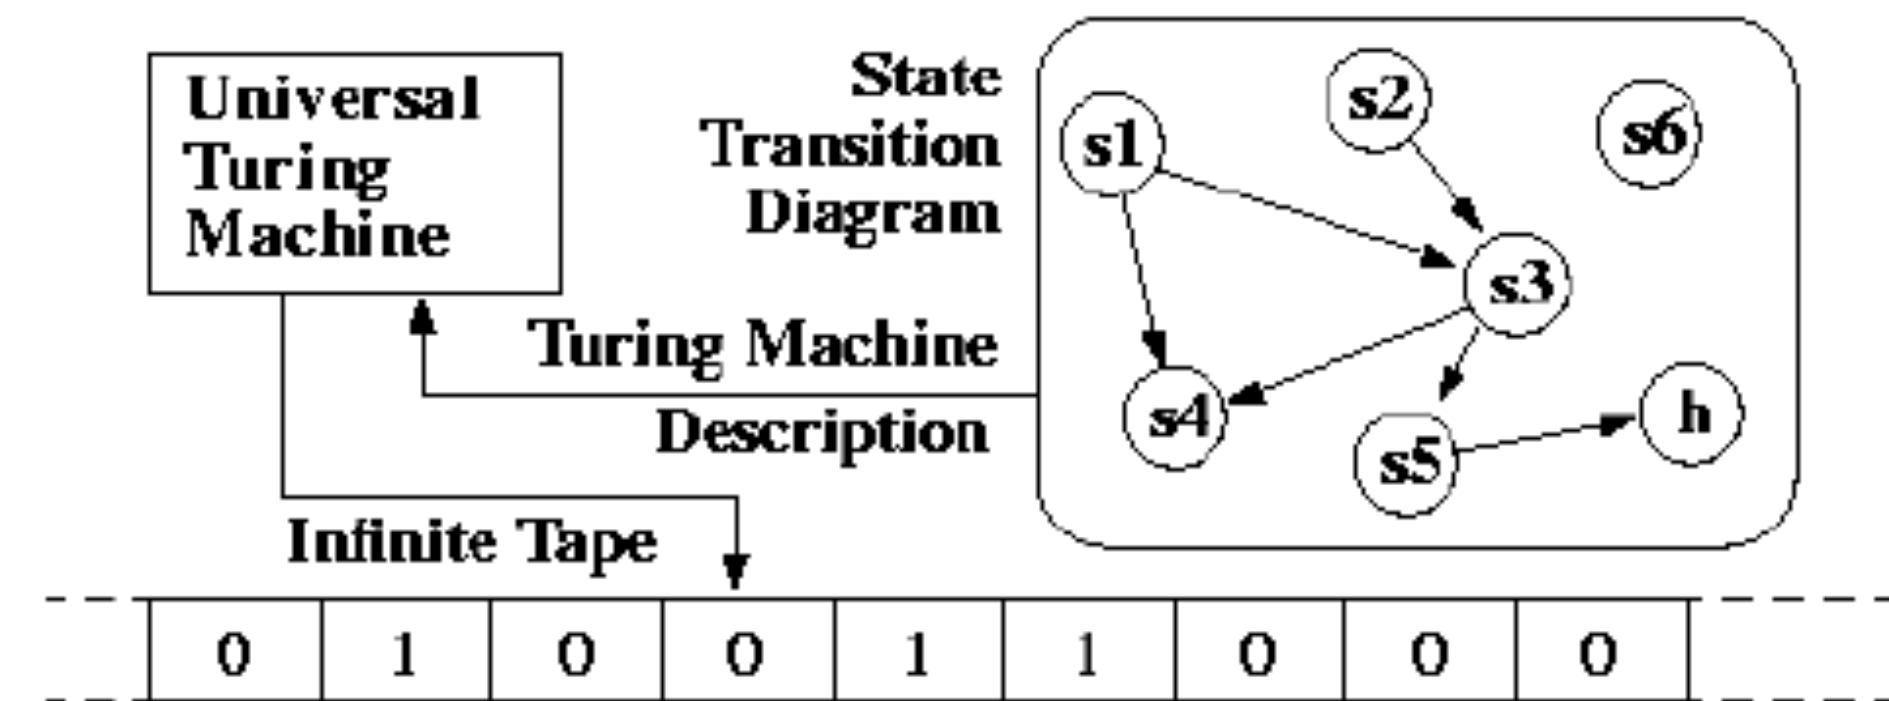 Universal
Turing
Machine
State
Transition
Diagram
Turing Machine
Description
Infinite Tape
s1
s2
s6
s3
s4
s5
h
0 1 0 0 1 1 0 0 0